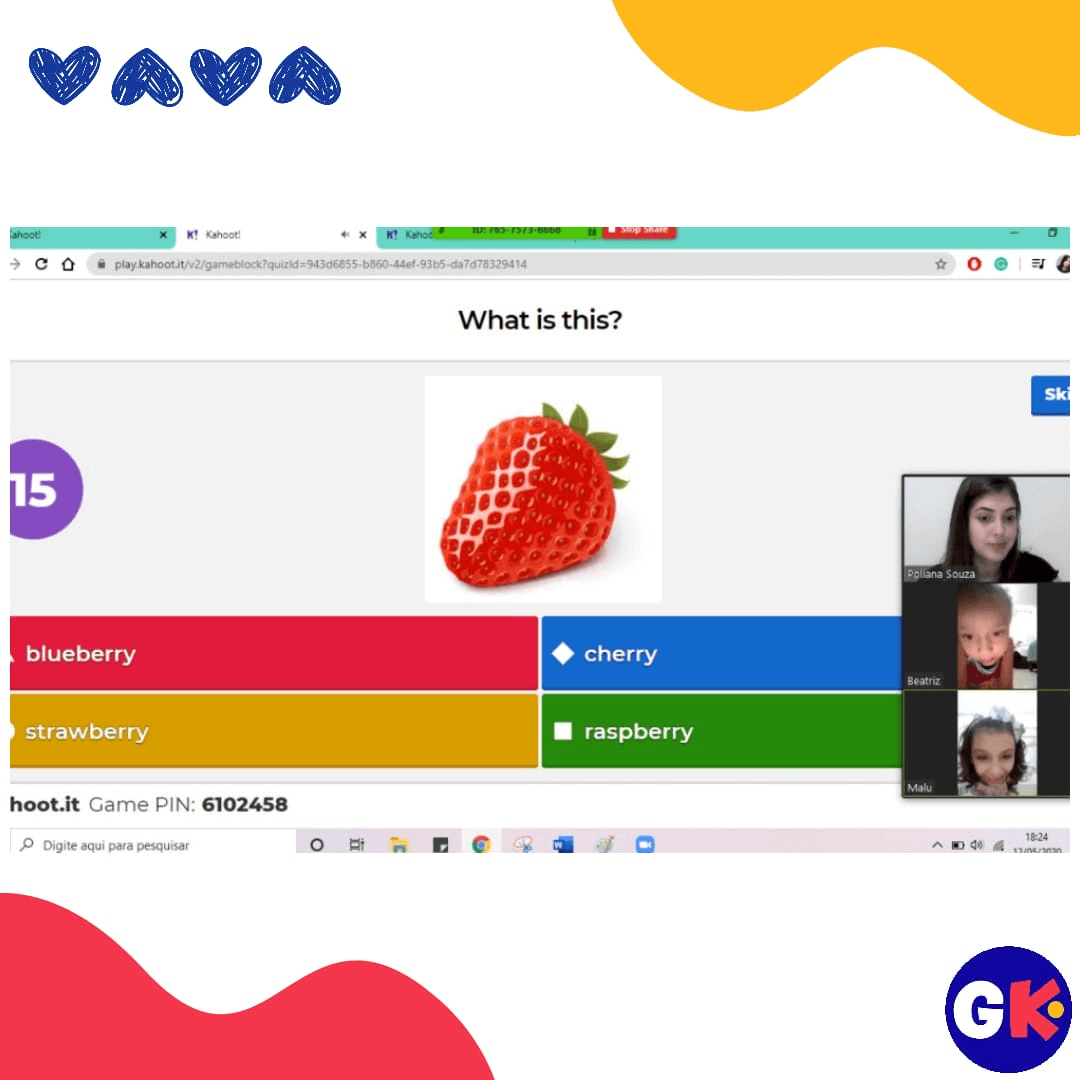 Kahoot!
K! Kahoot!
K! Kahoo
ID: 765-7573-6668
Stop Share
play.kahoot.it/v2/gameblock?quizId=943d6855-b860-44ef-93b5-da7d78329414
What is this?
Ski
15
Poliana Souza
blueberry
cherry
Beatriz
strawberry
raspberry
Malu
hoot.it Game PIN: 6102458
Digite aqui para pesquisar
W
18:24
12/05/2020
GK